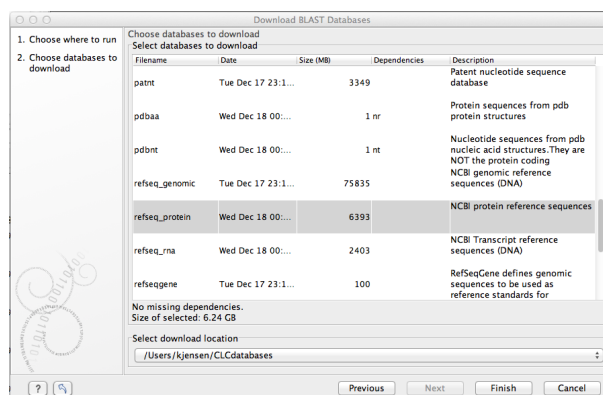 Download BLAST Databases
1. Choose where to run
2. Choose databases to
download
Choose databases to download
Select databases to download
Filename Date Size (MB) Dependencies Description
patnt Tue Dec 17 23:1... 3349 Patent nucleotide sequence
database
pdbaa Wed Dec 18 00:... 1 nr Protein sequences from pdb
protein structures
pdbnt Wed Dec 18 00:... 1 nt Nucleotide sequences from pdb
nucleic acid structures.They are
NOT the protein coding
refseq_genomic Tue Dec 17 23:1... 75835 NCBI genomic reference
sequences (DNA)
refseq_protein Wed Dec 18 00:... 6393 NCBI protein reference sequences
refseq_rna Wed Dec 18 00:... 2403 NCBI Transcript reference
sequences (DNA)
refseqgene Tue Dec 17 23:1... 100 RefSeqGene defines genomic
sequences to be used as
reference standards for
No missing dependencies.
Size of selected: 6.24 GB
Select download location
/Users/kjensen/CLCdatabases
? Previous Next Finish Cancel